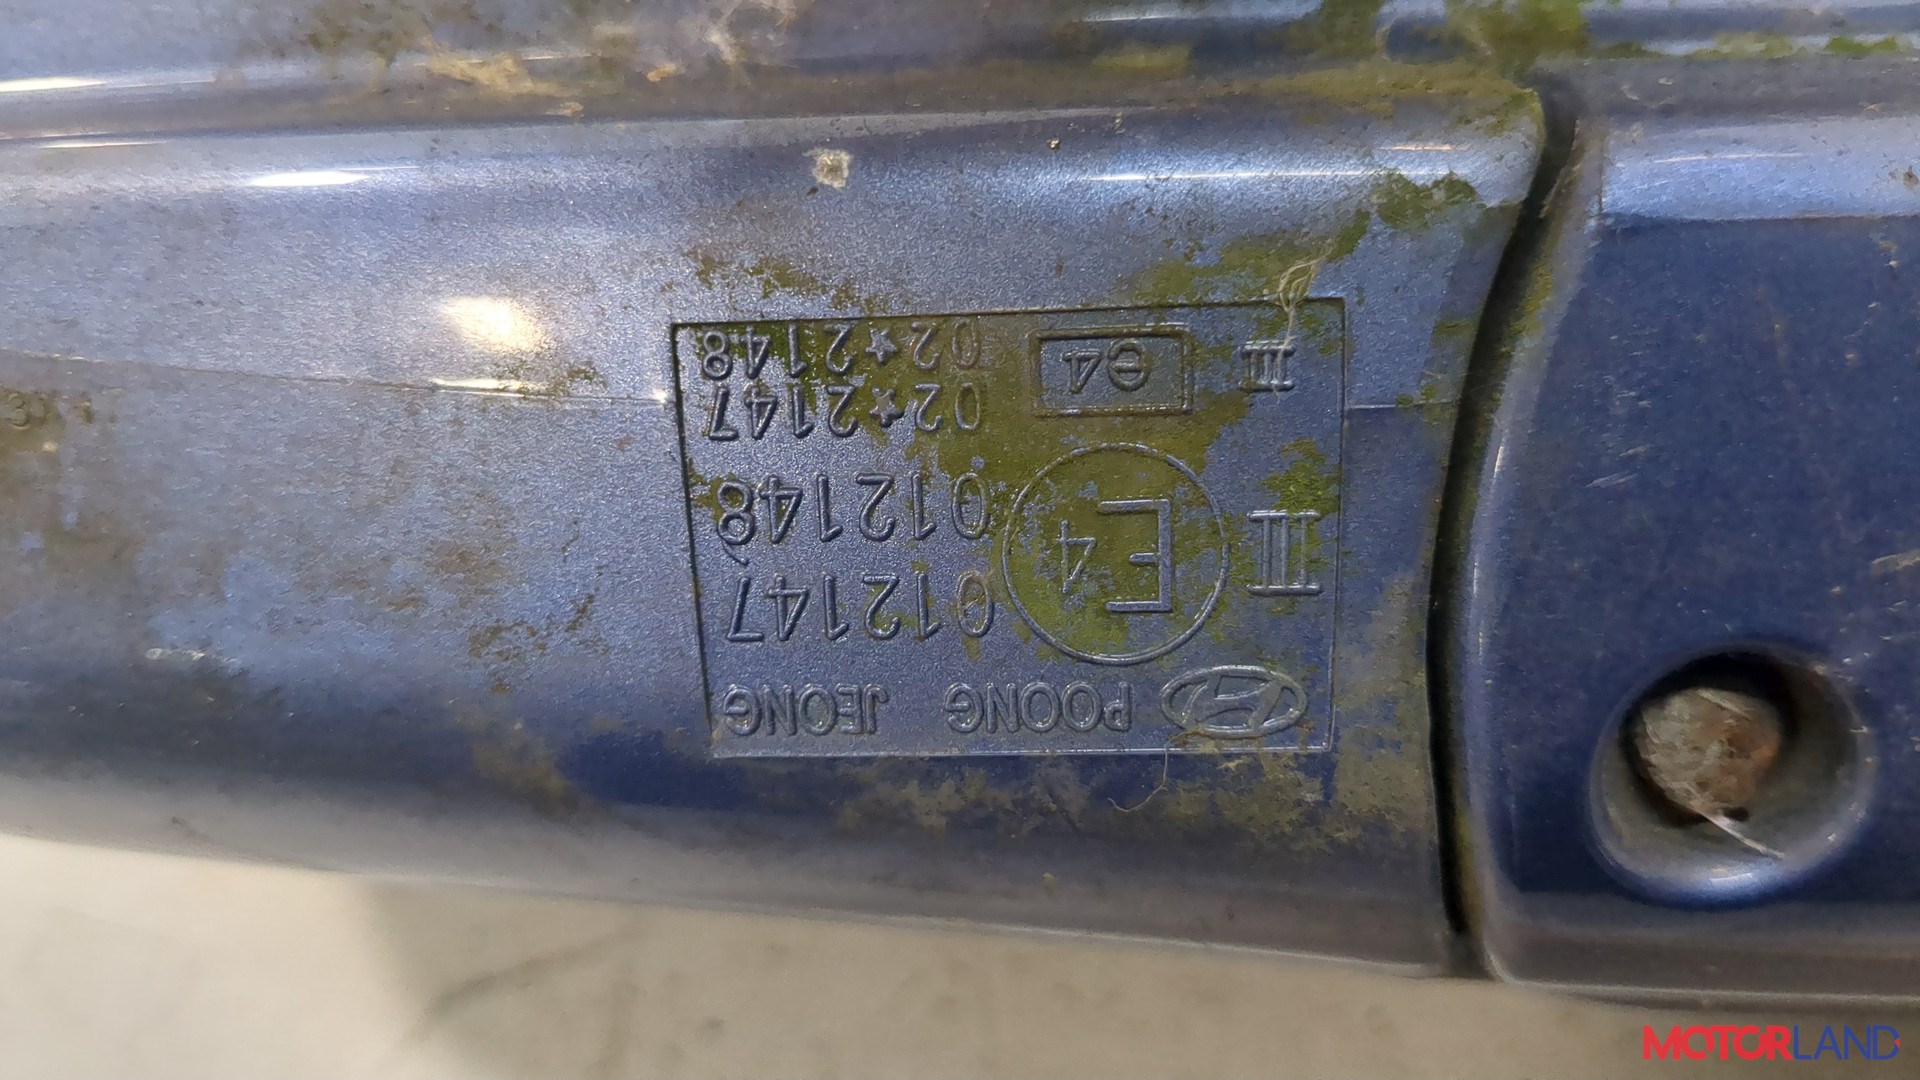 POONG JEONG
III E4 012147
012148
III e4 02★2147
02★2148
MOTORLAND